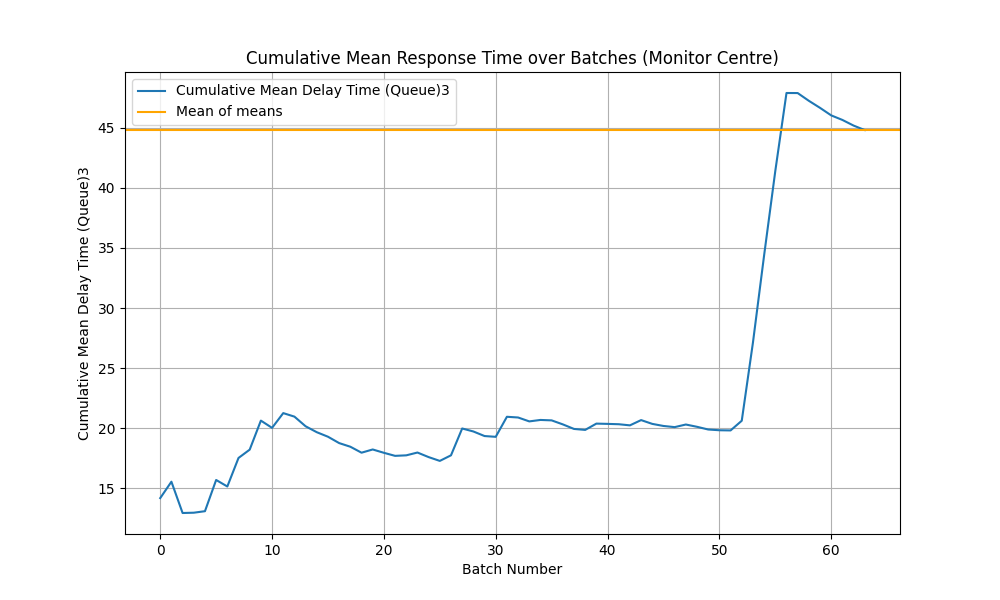 Cumulative Mean Response Time over Batches (Monitor Centre)
Cumulative Mean Delay Time (Queue)3
Mean of means
Cumulative Mean Delay Time (Queue)3
45
40
35
30
25
20
15
0 10 20 30 40 50 60
Batch Number